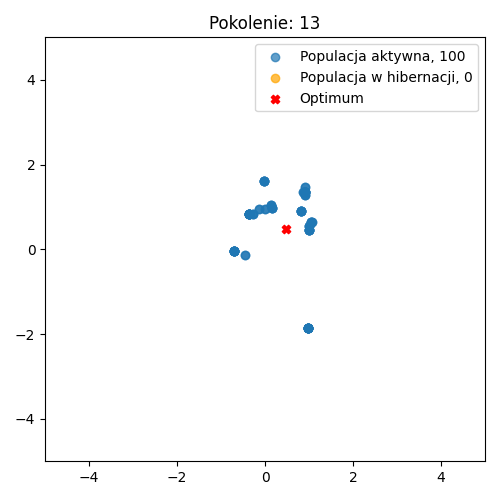 Pokolenie: 13
Populacja aktywna, 100
Populacja w hibernacji, 0
Optimum
4
2
0
−2
−4
−4 −2 0 2 4